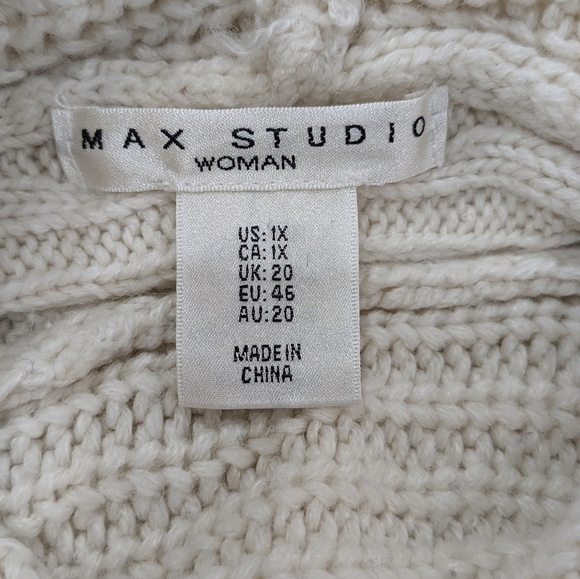 MAX STUDIO
WOMAN
US: 1X
CA: 1X
UK: 20
EU: 46
AU: 20
MADE IN
CHINA